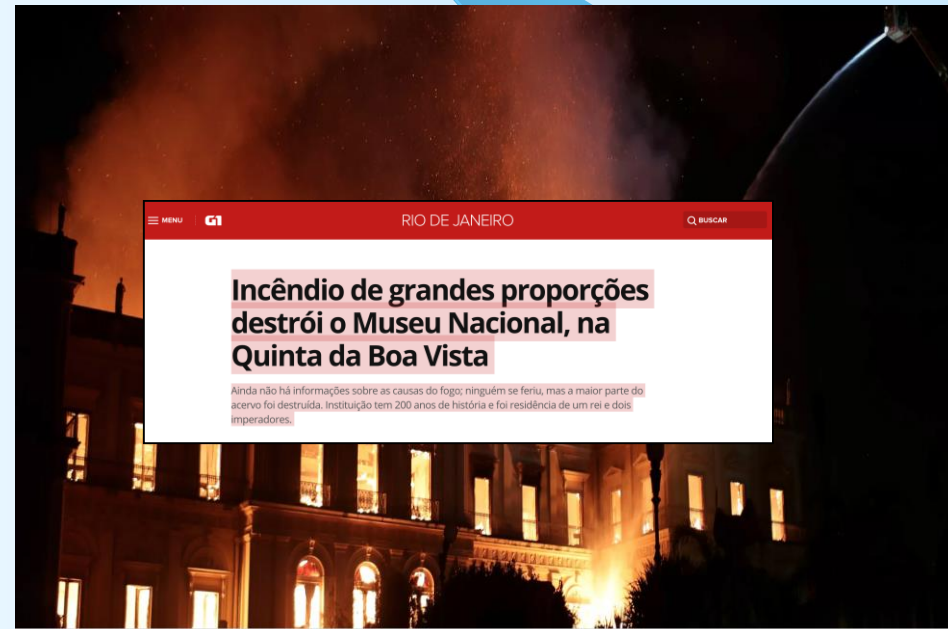 MENU G1 RIO DE JANEIRO BUSCAR
Incêndio de grandes proporções
destrói o Museu Nacional, na
Quinta da Boa Vista
Ainda não há informações sobre as causas do fogo; ninguém se feriu, mas a maior parte do
acervo foi destruída. Instituição tem 200 anos de história e foi residência de um rei e dois
imperadores.